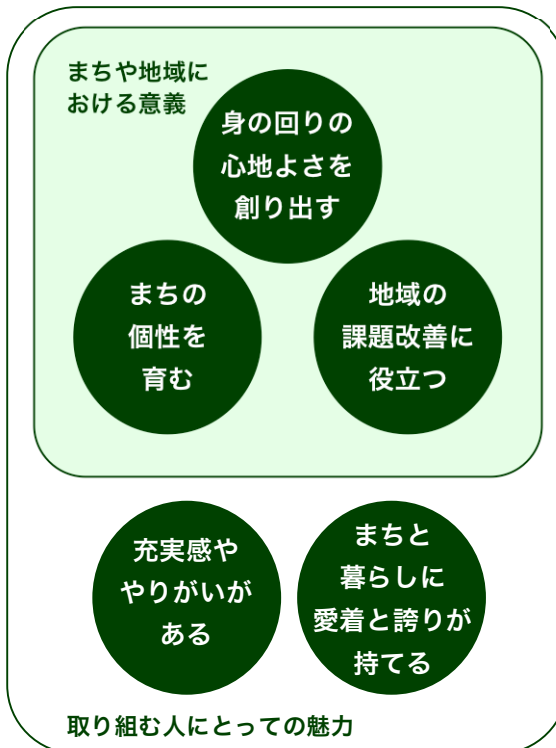 まちや地域に
おける意義
身の回りの
心地よさを
創り出す
まちの
個性を
育む
地域の
課題改善に
役立つ
充実感や
やりがいが
ある
まちと
暮らしに
愛着と誇りが
持てる
取り組む人にとっての魅力